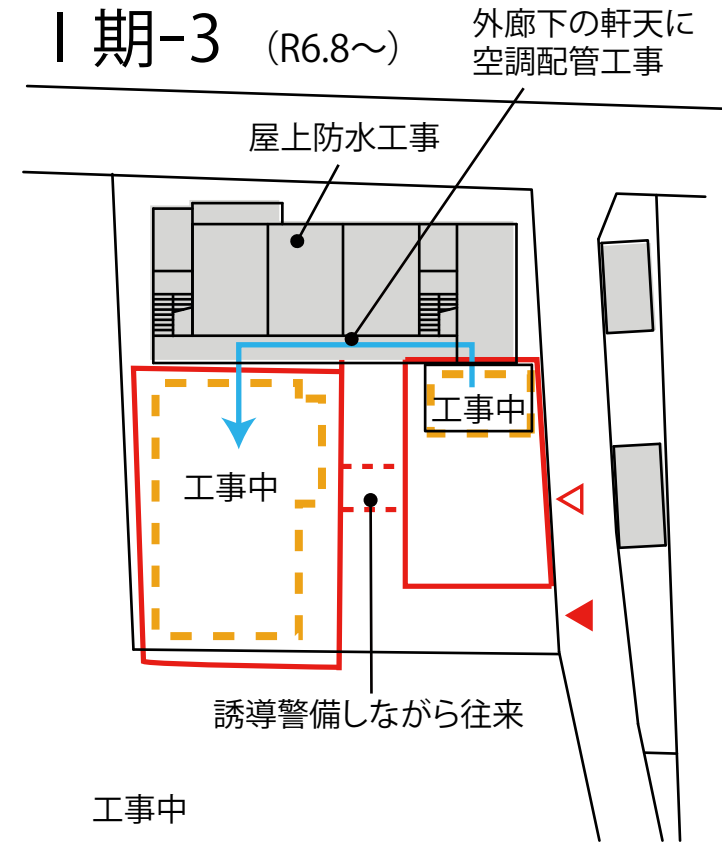 Ⅰ期-3 （R6.8〜）
外廊下の軒天に
空調配管工事
屋上防水工事
工事中
工事中
誘導警備しながら往来
工事中